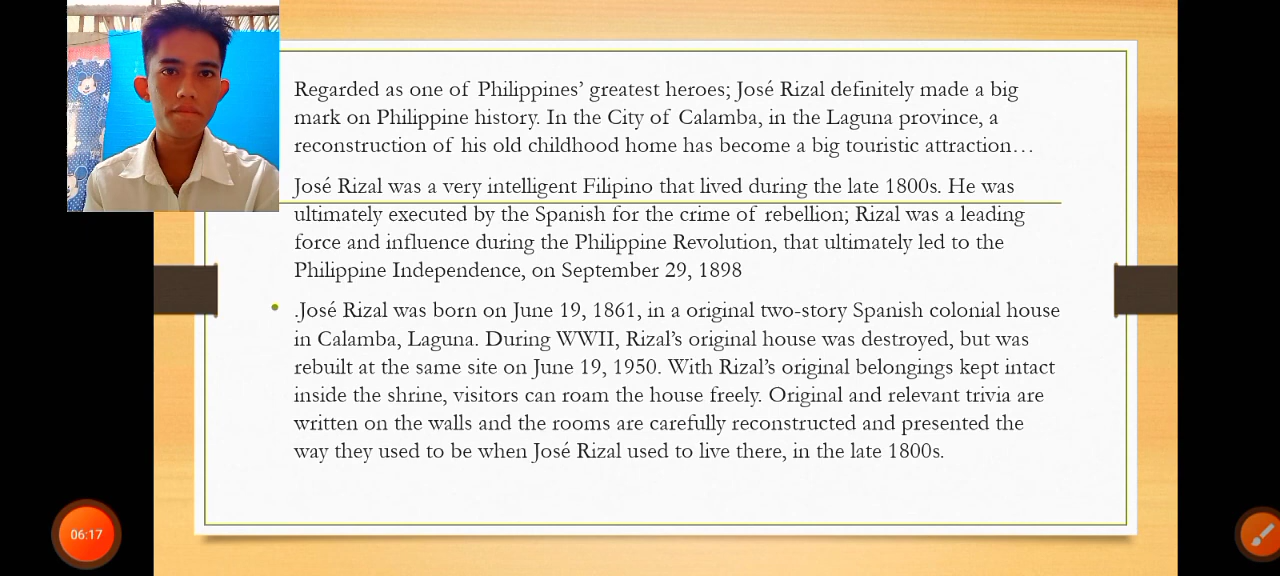 Regarded as one of Philippines’ greatest heroes; José Rizal definitely made a big
mark on Philippine history. In the City of Calamba, in the Laguna province, a
reconstruction of his old childhood home has become a big touristic attraction…
José Rizal was a very intelligent Filipino that lived during the late 1800s. He was
ultimately executed by the Spanish for the crime of rebellion; Rizal was a leading
force and influence during the Philippine Revolution, that ultimately led to the
Philippine Independence, on September 29, 1898
• .José Rizal was born on June 19, 1861, in a original two-story Spanish colonial house
in Calamba, Laguna. During WWII, Rizal’s original house was destroyed, but was
rebuilt at the same site on June 19, 1950. With Rizal’s original belongings kept intact
inside the shrine, visitors can roam the house freely. Original and relevant trivia are
written on the walls and the rooms are carefully reconstructed and presented the
way they used to be when José Rizal used to live there, in the late 1800s.
06:17